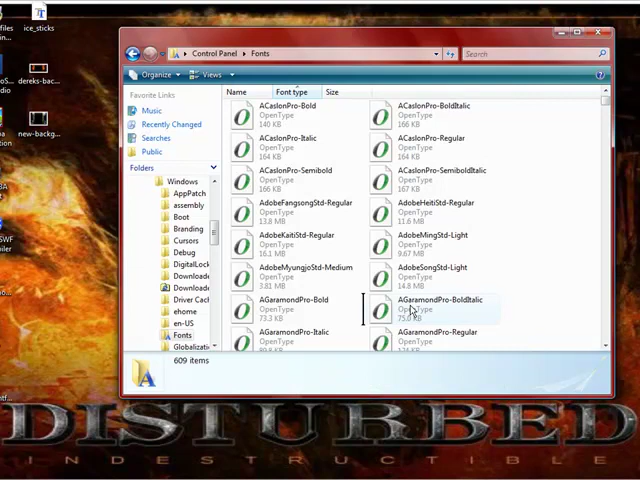 ice_sticks
dereks-bac...
new-backg...
Control Panel
Fonts
Search
Organize
Views
Favorite Links
Music
Recently Changed
Searches
Public
Folders
Windows
AppPatch
assembly
Boot
Branding
Cursors
Debug
DigitalLock
Download
Download
Driver Cac
ehome
en-US
Fonts
Globalizati
Name
Font type
Size
ACaslonPro-Bold
OpenType
140 KB
ACaslonPro-BoldItalic
OpenType
166 KB
ACaslonPro-Italic
OpenType
164 KB
ACaslonPro-Regular
OpenType
164 KB
ACaslonPro-Semibold
OpenType
166 KB
ACaslonPro-SemiboldItalic
OpenType
167 KB
AdobeFangsongStd-Regular
OpenType
13.8 MB
AdobeHeitiStd-Regular
OpenType
11.6 MB
AdobeKaitiStd-Regular
OpenType
16.1 MB
AdobeMingStd-Light
OpenType
9.67 MB
AdobeMyungjoStd-Medium
OpenType
3.81 MB
AdobeSongStd-Light
OpenType
14.8 MB
AGaramondPro-Bold
OpenType
73.3 KB
AGaramondPro-BoldItalic
OpenType
AGaramondPro-Italic
OpenType
AGaramondPro-Regular
OpenType
609 items
DISTURBED
INDESTRUCTIBLE